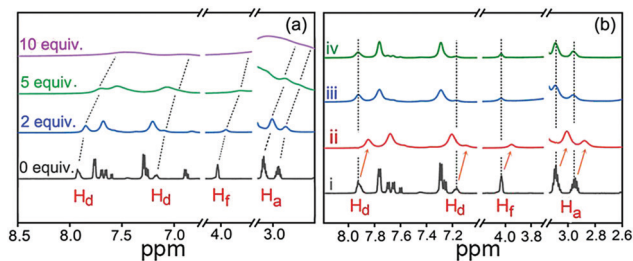 (a)
10 equiv.
5 equiv.
2 equiv.
0 equiv.
Hd Hd Hf Ha
8.5 8.0 7.5 7.0 4.0 3.0
ppm
(b)
iv
iii
ii
i
Hd Hd Hf Ha
8.0 7.8 7.6 7.4 7.2 4.0 3.8 3.0 2.8 2.6
ppm